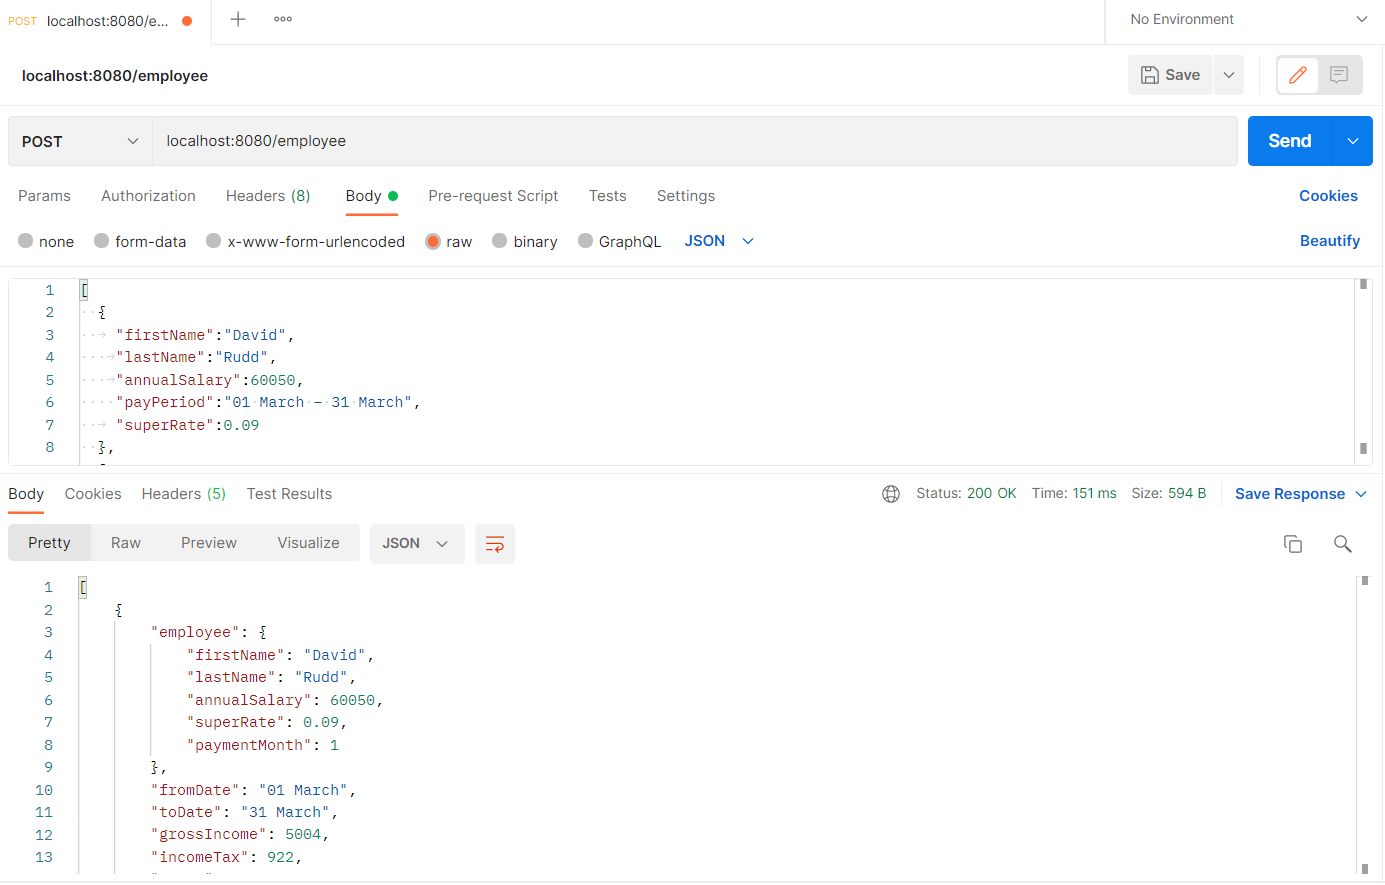 POST localhost:8080/e... No Environment
localhost:8080/employee Save
POST localhost:8080/employee Send
Params Authorization Headers (8) Body Pre-request Script Tests Settings Cookies
none form-data x-www-form-urlencoded raw binary GraphQL JSON Beautify
1 [
2 {
3 "firstName":"David",
4 "lastName":"Rudd",
5 "annualSalary":60050,
6 "payPeriod":"01 March – 31 March",
7 "superRate":0.09
8 },
Body Cookies Headers (5) Test Results Status: 200 OK Time: 151 ms Size: 594 B Save Response
Pretty Raw Preview Visualize JSON
1 [
2 {
3 "employee": {
4 "firstName": "David",
5 "lastName": "Rudd",
6 "annualSalary": 60050,
7 "superRate": 0.09,
8 "paymentMonth": 1
9 },
10 "fromDate": "01 March",
11 "toDate": "31 March",
12 "grossIncome": 5004,
13 "incomeTax": 922,